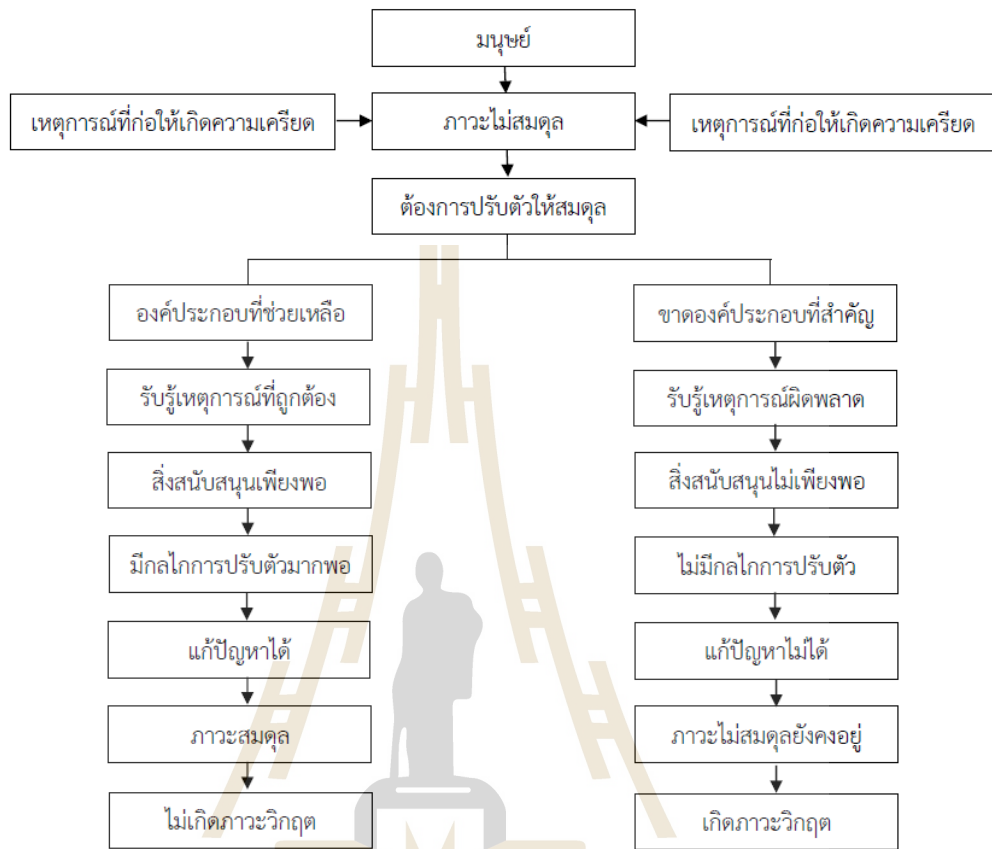 มนุษย์
เหตุการณ์ที่ก่อให้เกิดความเครียด
ภาวะไม่สมดุล
เหตุการณ์ที่ก่อให้เกิดความเครียด
ต้องการปรับตัวให้สมดุล
องค์ประกอบที่ช่วยเหลือ
รับรู้เหตุการณ์ที่ถูกต้อง
สิ่งสนับสนุนเพียงพอ
มีกลไกการปรับตัวมากพอ
แก้ปัญหาได้
ภาวะสมดุล
ไม่เกิดภาวะวิกฤต
ขาดองค์ประกอบที่สำคัญ
รับรู้เหตุการณ์ผิดพลาด
สิ่งสนับสนุนไม่เพียงพอ
ไม่มีกลไกการปรับตัว
แก้ปัญหาไม่ได้
ภาวะไม่สมดุลยังคงอยู่
เกิดภาวะวิกฤต